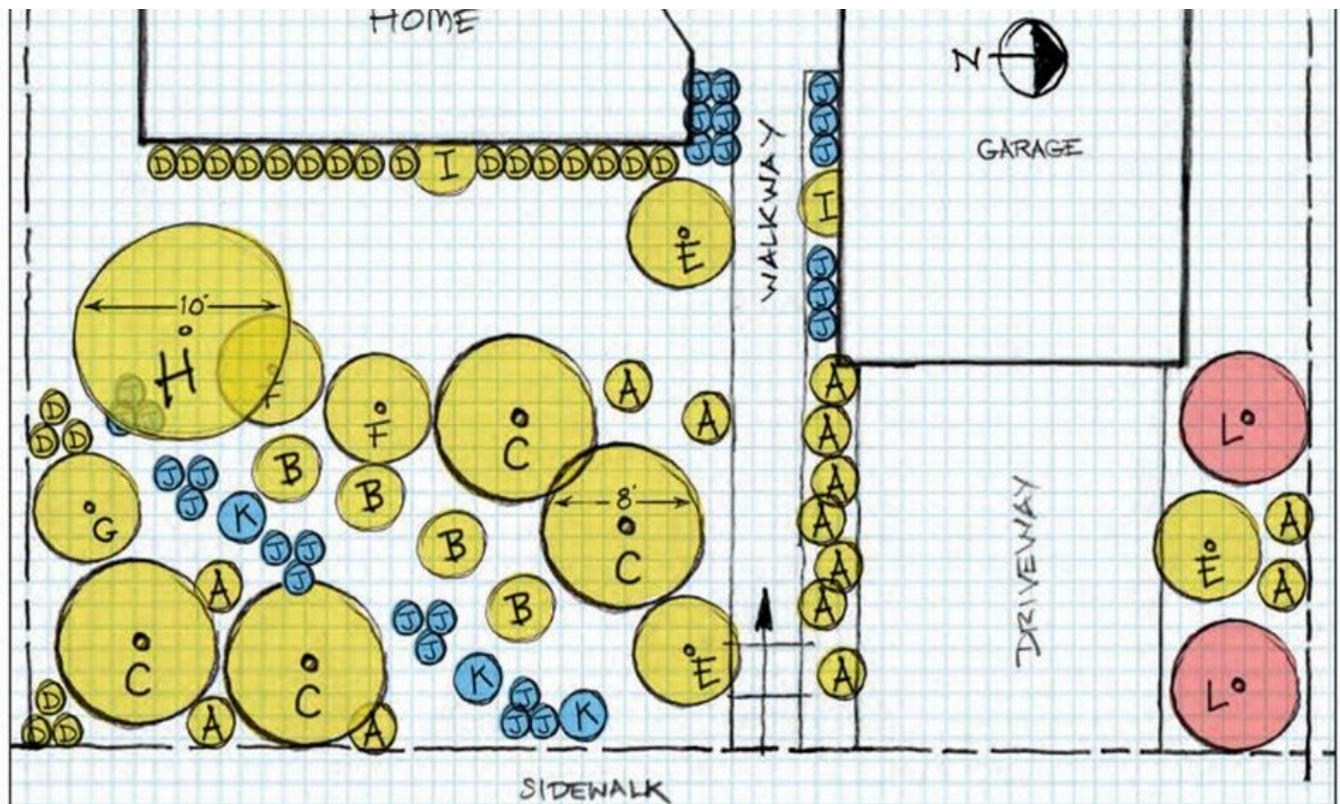 HOME
N
J J J
J J J
GARAGE
J J J
D D D D D D D D D I D D D D D D D
WALKWAY
I
E
J
J
10'
J
H F A A
D F C A A L
D D J
J J B 8'
J K B A
G B A A
J J C E
J A A A
J J B A
C J C K E A
D J L
D D A A J J K
DRIVEWAY
SIDEWALK